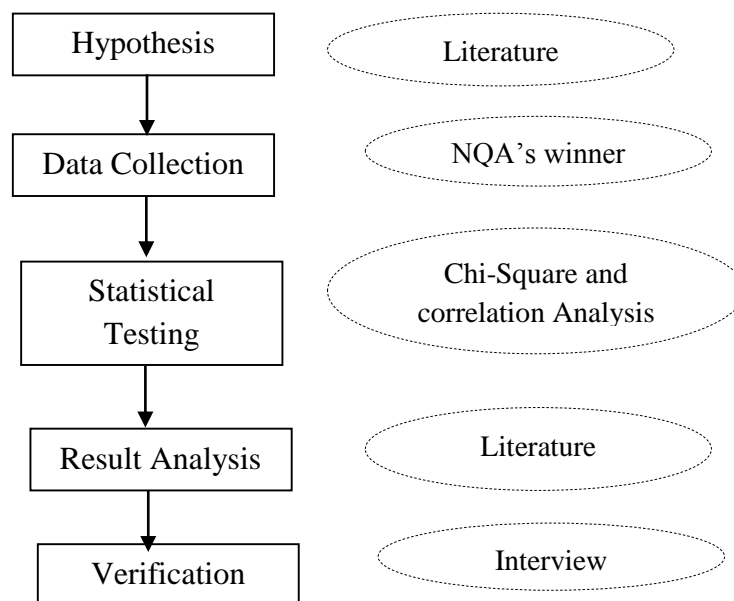 Hypothesis
Literature
Data Collection
NQA’s winner
Statistical
Testing
Chi-Square and
correlation Analysis
Result Analysis
Literature
Verification
Interview